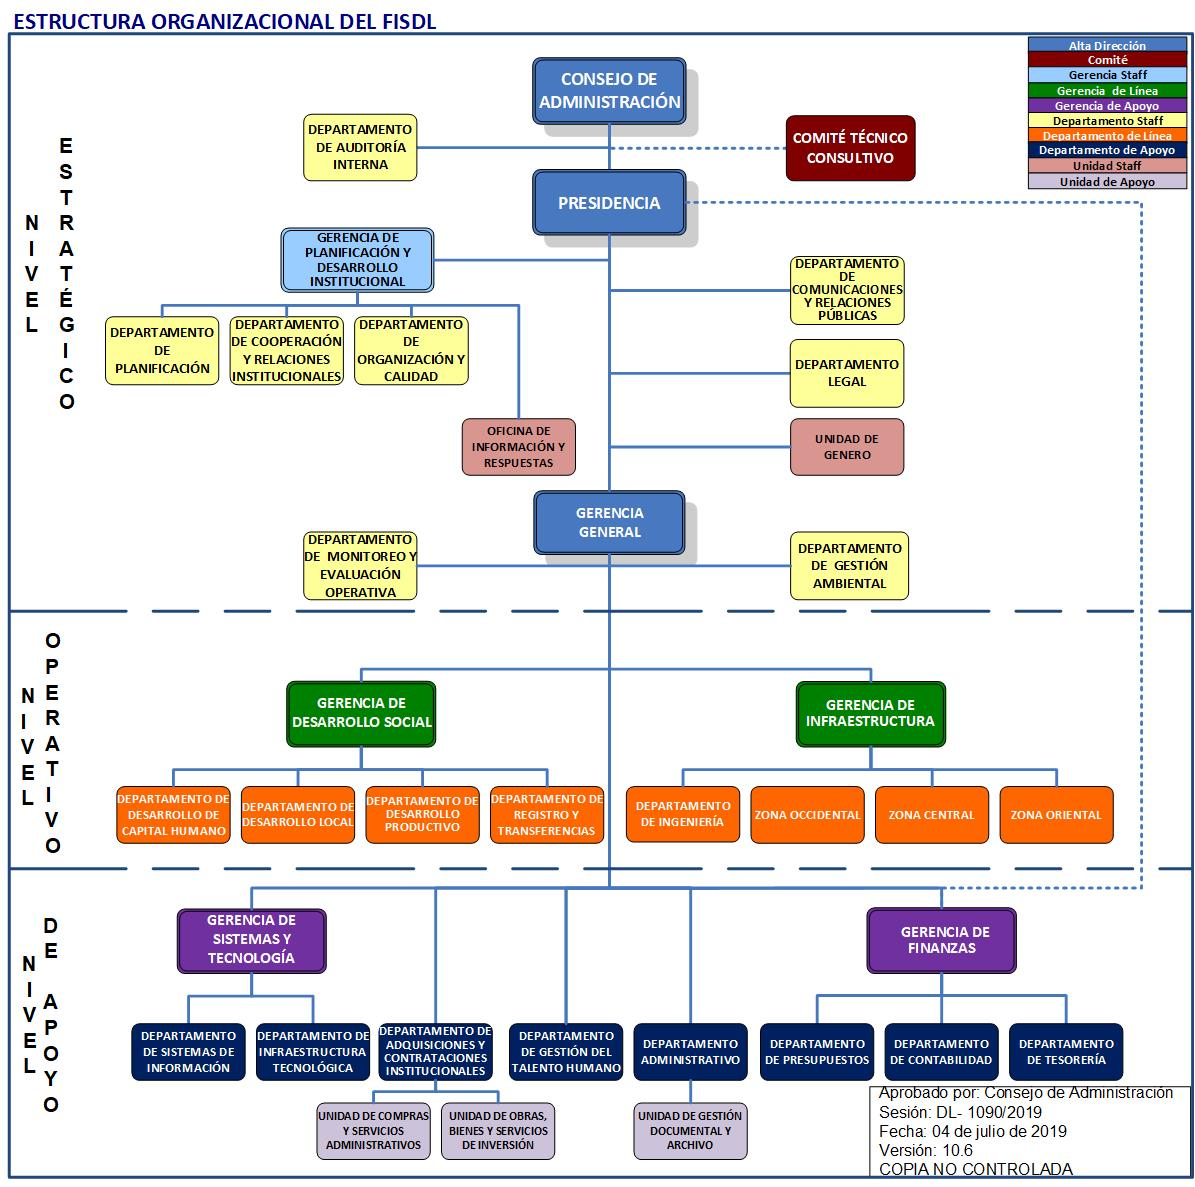 ESTRUCTURA ORGANIZACIONAL DEL FISDL
Alta Dirección
Comité
Gerencia Staff
Gerencia de Línea
Gerencia de Apoyo
Departamento Staff
Departamento de Línea
Departamento de Apoyo
Unidad Staff
Unidad de Apoyo
NIVEL
ESTRATÉGICO
CONSEJO DE
ADMINISTRACIÓN
DEPARTAMENTO
DE AUDITORÍA
INTERNA
COMITÉ TÉCNICO
CONSULTIVO
PRESIDENCIA
GERENCIA DE
PLANIFICACIÓN Y
DESARROLLO
INSTITUCIONAL
DEPARTAMENTO
DE
COMUNICACIONES
Y RELACIONES
PÚBLICAS
DEPARTAMENTO
DE
PLANIFICACIÓN
DEPARTAMENTO
DE COOPERACIÓN
Y RELACIONES
INSTITUCIONALES
DEPARTAMENTO
DE
ORGANIZACIÓN Y
CALIDAD
DEPARTAMENTO
LEGAL
OFICINA DE
INFORMACIÓN Y
RESPUESTAS
UNIDAD DE
GENERO
GERENCIA
GENERAL
DEPARTAMENTO
DE MONITOREO Y
EVALUACIÓN
OPERATIVA
DEPARTAMENTO
DE GESTIÓN
AMBIENTAL
NIVEL
OPERATIVO
GERENCIA DE
DESARROLLO SOCIAL
GERENCIA DE
INFRAESTRUCTURA
DEPARTAMENTO DE
DESARROLLO DE
CAPITAL HUMANO
DEPARTAMENTO DE
DESARROLLO LOCAL
DEPARTAMENTO DE
DESARROLLO
PRODUCTIVO
DEPARTAMENTO DE
REGISTRO Y
TRANSFERENCIAS
DEPARTAMENTO
DE INGENIERÍA
ZONA OCCIDENTAL
ZONA CENTRAL
ZONA ORIENTAL
NIVEL
DE APOYO
GERENCIA DE
SISTEMAS Y
TECNOLOGÍA
GERENCIA DE
FINANZAS
DEPARTAMENTO
DE SISTEMAS DE
INFORMACIÓN
DEPARTAMENTO DE
INFRAESTRUCTURA
TECNOLÓGICA
DEPARTAMENTO DE
ADQUISICIONES Y
CONTRATACIONES
INSTITUCIONALES
DEPARTAMENTO
DE GESTIÓN DEL
TALENTO HUMANO
DEPARTAMENTO
ADMINISTRATIVO
DEPARTAMENTO
DE PRESUPUESTOS
DEPARTAMENTO
DE CONTABILIDAD
DEPARTAMENTO
DE TESORERÍA
UNIDAD DE COMPRAS
Y SERVICIOS
ADMINISTRATIVOS
UNIDAD DE OBRAS,
BIENES Y SERVICIOS
DE INVERSIÓN
UNIDAD DE GESTIÓN
DOCUMENTAL Y
ARCHIVO
Aprobado por: Consejo de Administración
Sesión: DL- 1090/2019
Fecha: 04 de julio de 2019
Versión: 10.6
COPIA NO CONTROLADA